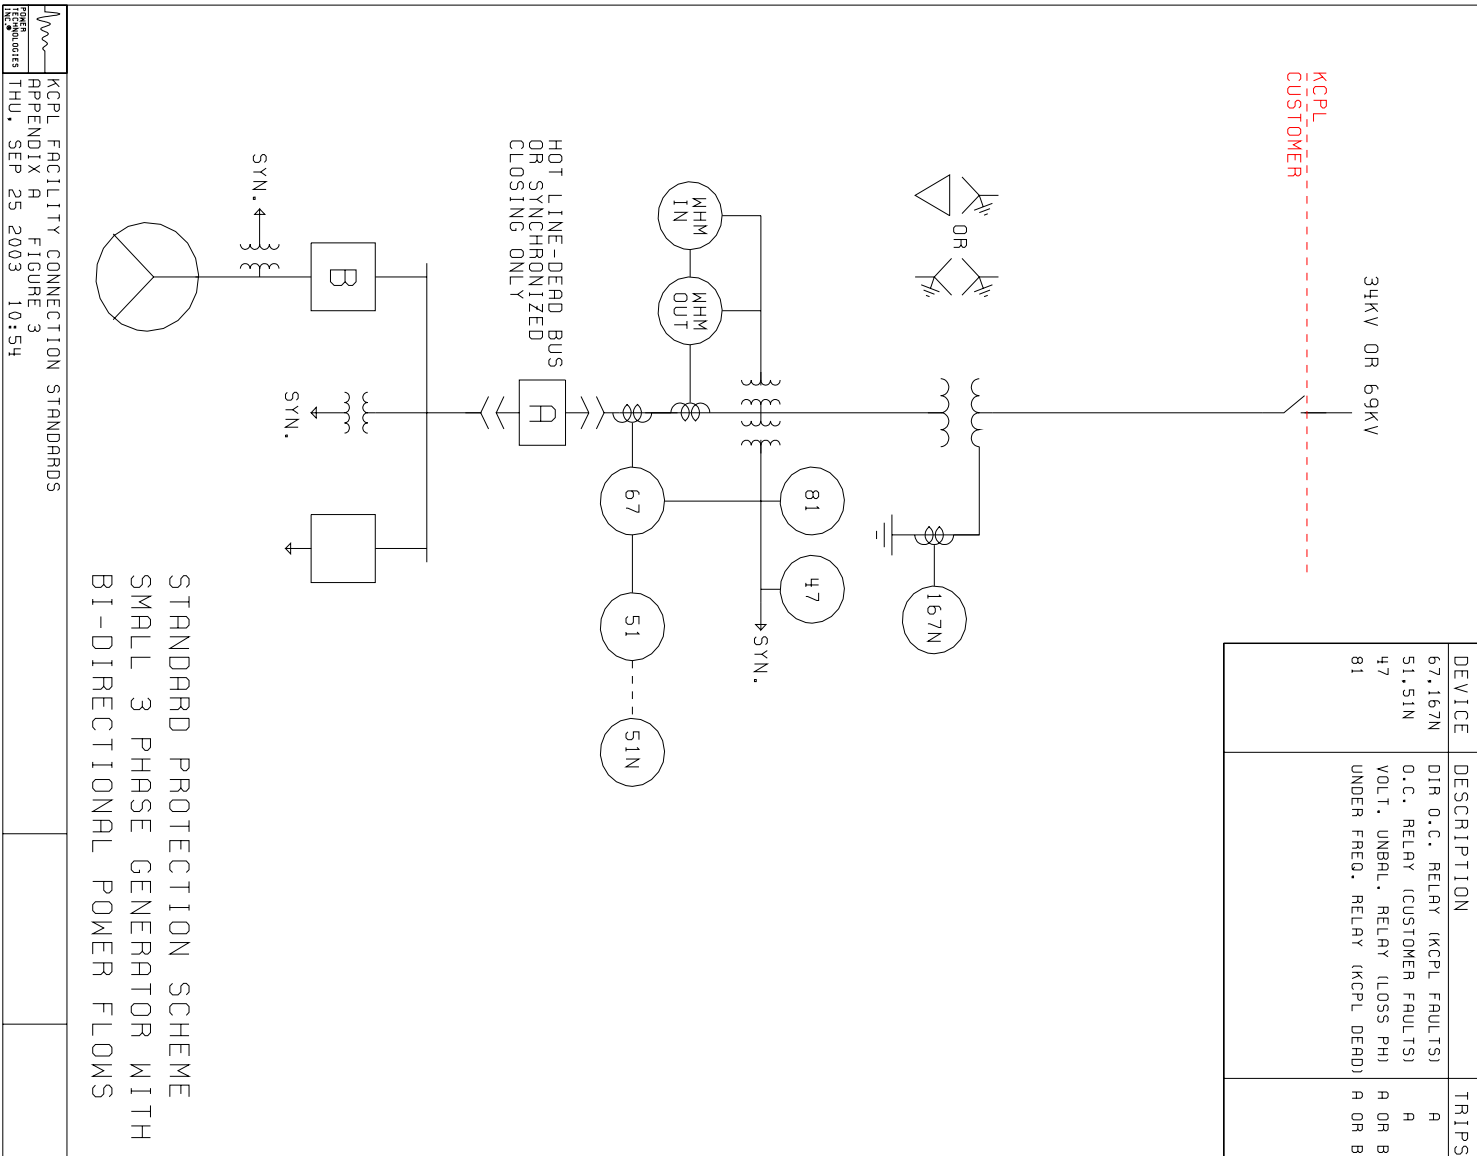 34KV OR 69KV
KCPL
CUSTOMER
DEVICE DESCRIPTION TRIPS
67,167N DIR O.C. RELAY (KCPL FAULTS) A
51,51N O.C. RELAY (CUSTOMER FAULTS) A
47 VOLT. UNBAL. RELAY (LOSS PH) A OR B
81 UNDER FREQ. RELAY (KCPL DEAD) A OR B
OR
167N
81
47
WHM
IN
WHM
OUT
SYN.
67
51
51N
HOT LINE-DEAD BUS
OR SYNCHRONIZED
CLOSING ONLY
A
B
SYN.
SYN.
STANDARD PROTECTION SCHEME
SMALL 3 PHASE GENERATOR WITH
BI-DIRECTIONAL POWER FLOWS
POWER
TECHNOLOGIES
INC.®
KCPL FACILITY CONNECTION STANDARDS
APPENDIX A FIGURE 3
THU, SEP 25 2003 10:54